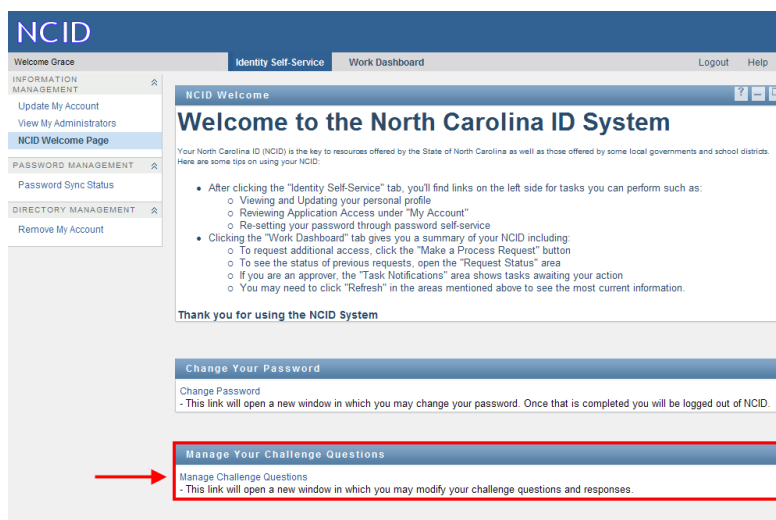 NCID
Welcome Grace
Identity Self-Service
Work Dashboard
Logout
Help
INFORMATION
MANAGEMENT
Update My Account
View My Administrators
NCID Welcome Page
PASSWORD MANAGEMENT
Password Sync Status
DIRECTORY MANAGEMENT
Remove My Account
NCID Welcome
?
Welcome to the North Carolina ID System
Your North Carolina ID (NCID) is the key to resources offered by the State of North Carolina as well as those offered by some local governments and school districts.
Here are some tips on using your NCID:
• After clicking the "Identity Self-Service" tab, you'll find links on the left side for tasks you can perform such as:
o Viewing and Updating your personal profile
o Reviewing Application Access under "My Account"
o Re-setting your password through password self-service
• Clicking the "Work Dashboard" tab gives you a summary of your NCID including:
o To request additional access, click the "Make a Process Request" button
o To see the status of previous requests, open the "Request Status" area
o If you are an approver, the "Task Notifications" area shows tasks awaiting your action
o You may need to click "Refresh" in the areas mentioned above to see the most current information.
Thank you for using the NCID System
Change Your Password
Change Password
- This link will open a new window in which you may change your password. Once that is completed you will be logged out of NCID.
Manage Your Challenge Questions
Manage Challenge Questions
- This link will open a new window in which you may modify your challenge questions and responses.